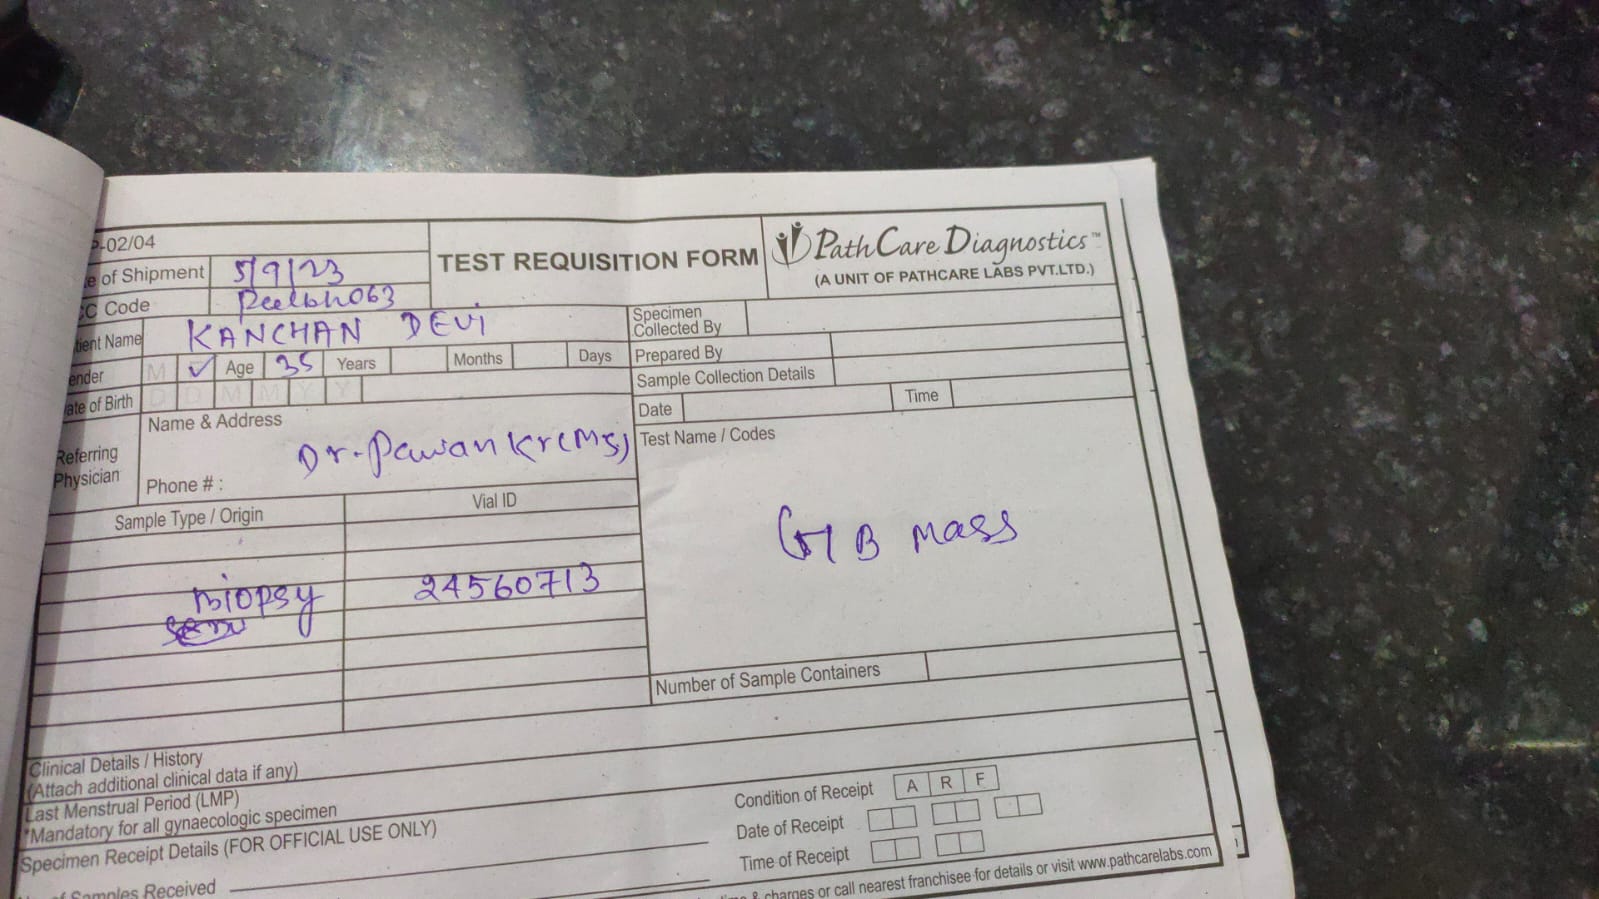 P-02/04
e of Shipment 5/9/23
CC Code
TEST REQUISITION FORM
PathCare Diagnostics™
(A UNIT OF PATHCARE LABS PVT.LTD.)
tient Name KANCHAN DEVI
ender M ✓ Age 35 Years Months Days
ate of Birth D D M M Y Y
Specimen
Collected By
Prepared By
Sample Collection Details
Date Time
Referring
Physician
Name & Address
Dr. Pawan Kr (MS)
Phone # :
Test Name / Codes
GB Mass
Sample Type / Origin Vial ID
Biopsy 24560713
Number of Sample Containers
Clinical Details / History
(Attach additional clinical data if any)
Last Menstrual Period (LMP)
*Mandatory for all gynaecologic specimen
Specimen Receipt Details (FOR OFFICIAL USE ONLY)
of Samples Received
Condition of Receipt A R F
Date of Receipt
Time of Receipt
& charges or call nearest franchisee for details or visit www.pathcarelabs.com